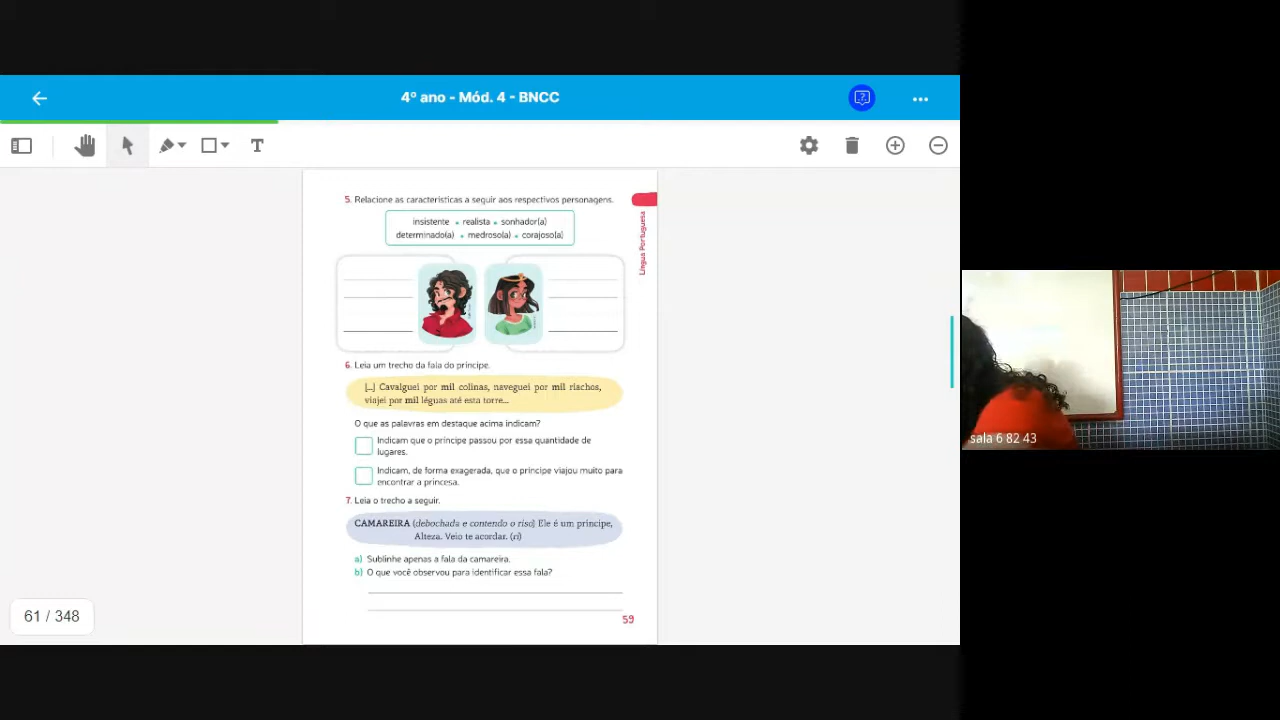 4º ano - Mód. 4 - BNCC
5. Relacione as características a seguir aos respectivos personagens.
insistente • realista • sonhador(a)
determinado(a) • medroso(a) • corajoso(a)
Língua Portuguesa
6. Leia um trecho da fala do príncipe.
[...] Cavalguei por mil colinas, naveguei por mil riachos,
viajei por mil léguas até esta torre...
O que as palavras em destaque acima indicam?
Indicam que o príncipe passou por essa quantidade de
lugares.
Indicam, de forma exagerada, que o príncipe viajou muito para
encontrar a princesa.
7. Leia o trecho a seguir.
CAMAREIRA (debochada e contendo o riso) Ele é um príncipe,
Alteza. Veio te acordar. (ri)
a) Sublinhe apenas a fala da camareira.
b) O que você observou para identificar essa fala?
59
61 / 348
sala 6 82 43